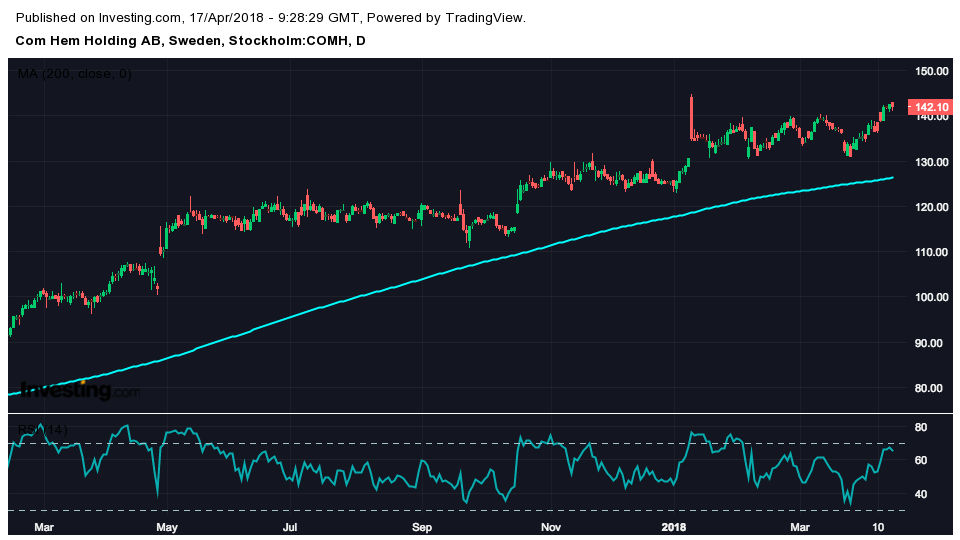 Published on Investing.com, 17/Apr/2018 - 9:28:29 GMT, Powered by TradingView.
Com Hem Holding AB, Sweden, Stockholm:COMH, D
MA (200, close, 0)
150.00
142.10
140.00
130.00
120.00
110.00
100.00
90.00
80.00
Investing.com
RSI (14)
80
60
40
Mar May Jul Sep Nov 2018 Mar 10